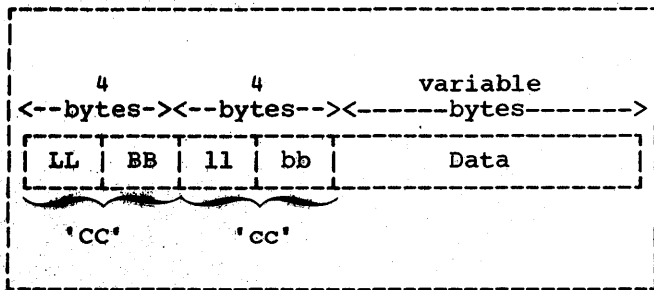 4 4 variable
<--bytes-><--bytes--><-------bytes------->
LL BB ll bb Data
'CC' 'cc'